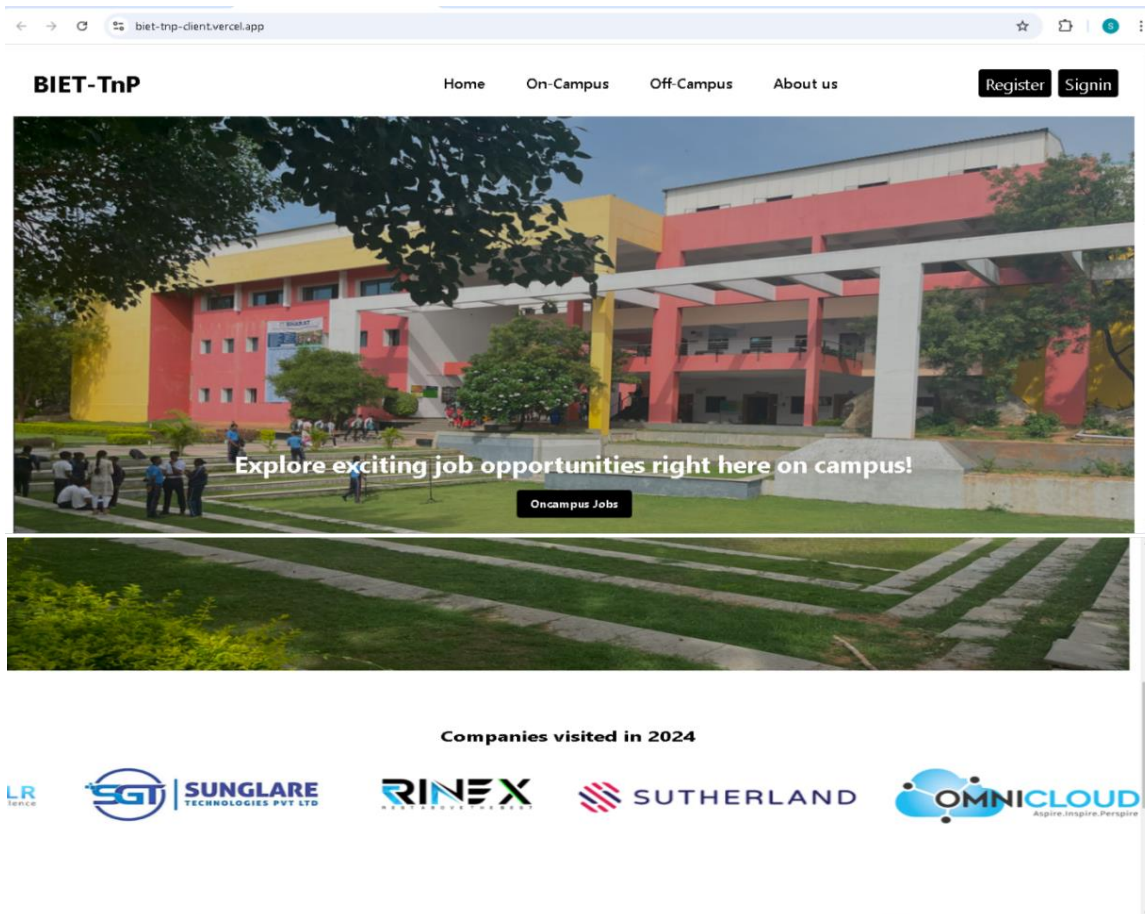 biet-tnp-client.vercel.app
S
BIET-TnP
Home On-Campus Off-Campus About us
Register Signin
Explore exciting job opportunities right here on campus!
Oncampus Jobs
Companies visited in 2024
LR
lence
SGT SUNGLARE
TECHNOLOGIES PVT LTD
RINEX
SUTHERLAND
OMNICLOUD
Aspire.Inspire.Perspire